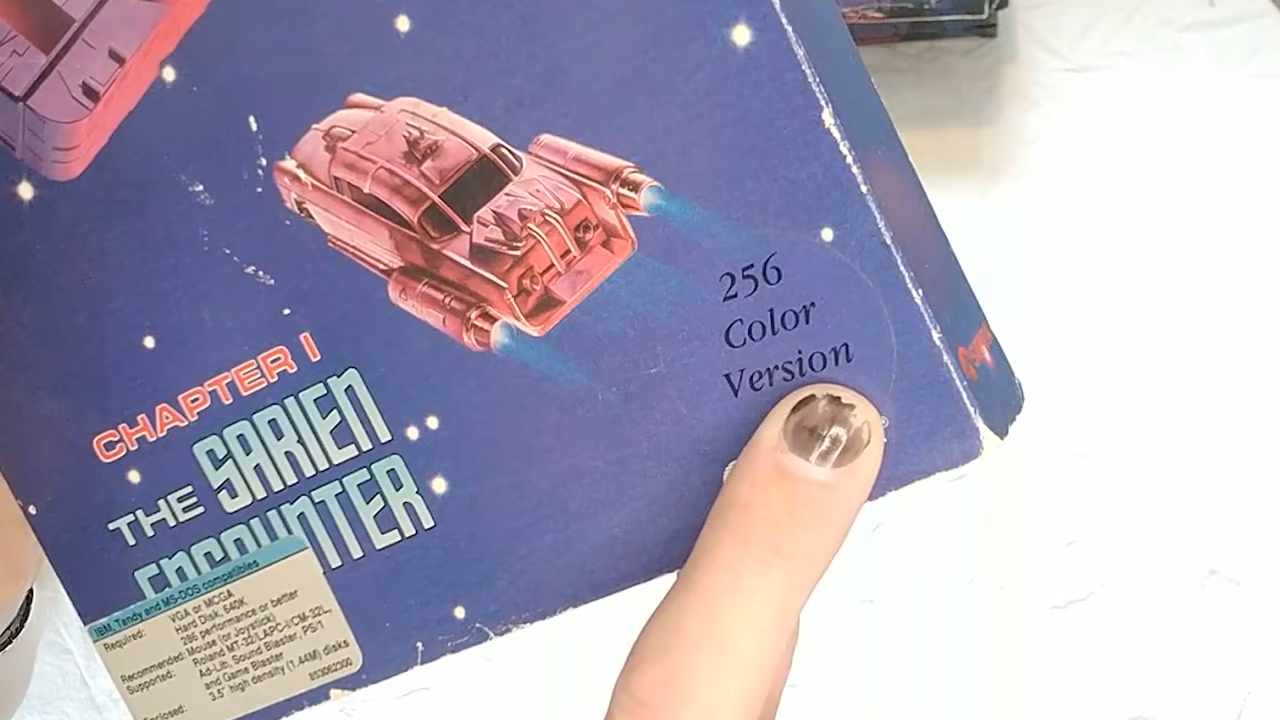 256
Color
Version
CHAPTER I
THE SARIEN
ENCOUNTER
IBM, Tandy and MS-DOS compatibles
Required: VGA or MCGA
Hard Disk, 640K
286 performance or better
Recommended: Mouse (or Joystick)
Supported: Roland MT-32/LAPC-I/CM-32L,
Ad-Lib, Sound Blaster, PS/1
and Game Blaster
Enclosed: 3.5" high density (1.44M) disks
853062300